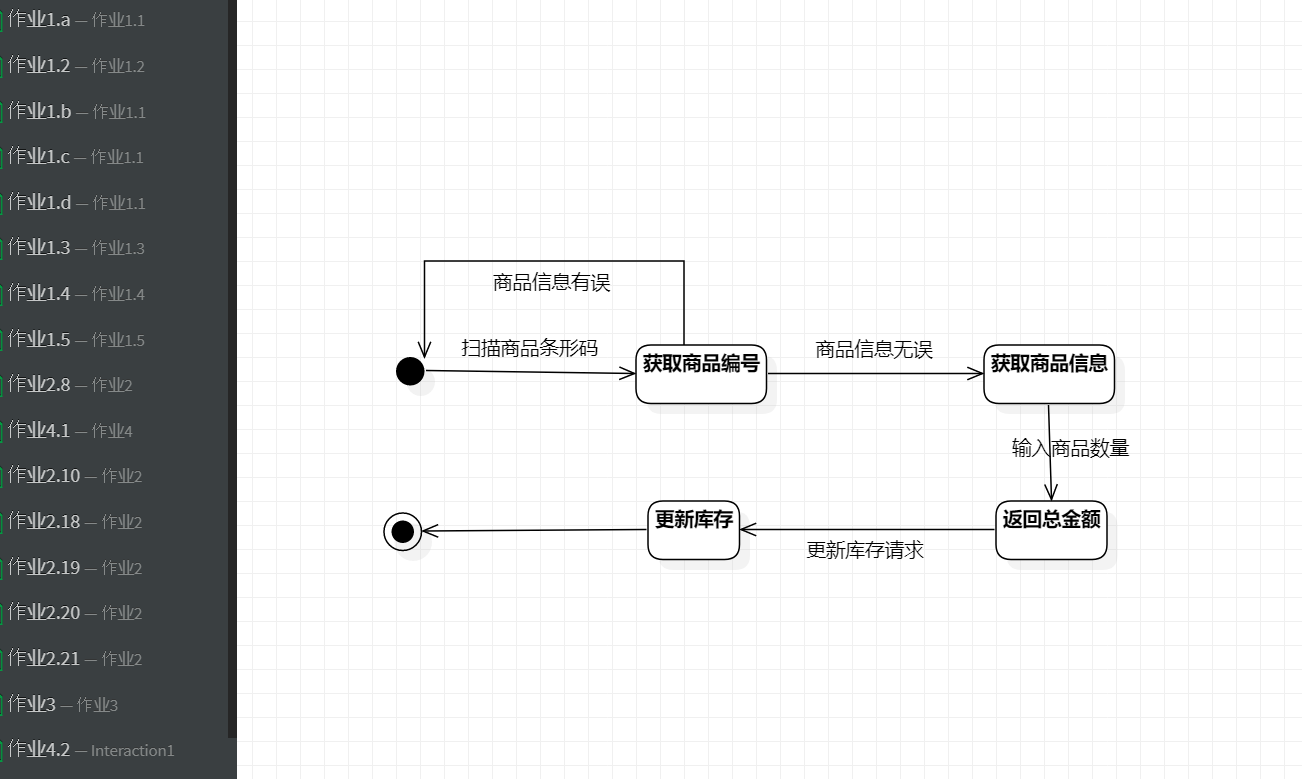 作业1.a — 作业1.1
作业1.2 — 作业1.2
作业1.b — 作业1.1
作业1.c — 作业1.1
作业1.d — 作业1.1
作业1.3 — 作业1.3
作业1.4 — 作业1.4
作业1.5 — 作业1.5
作业2.8 — 作业2
作业4.1 — 作业4
作业2.10 — 作业2
作业2.18 — 作业2
作业2.19 — 作业2
作业2.20 — 作业2
作业2.21 — 作业2
作业3 — 作业3
作业4.2 — Interaction1
商品信息有误
扫描商品条形码
获取商品编号
商品信息无误
获取商品信息
输入商品数量
返回总金额
更新库存请求
更新库存